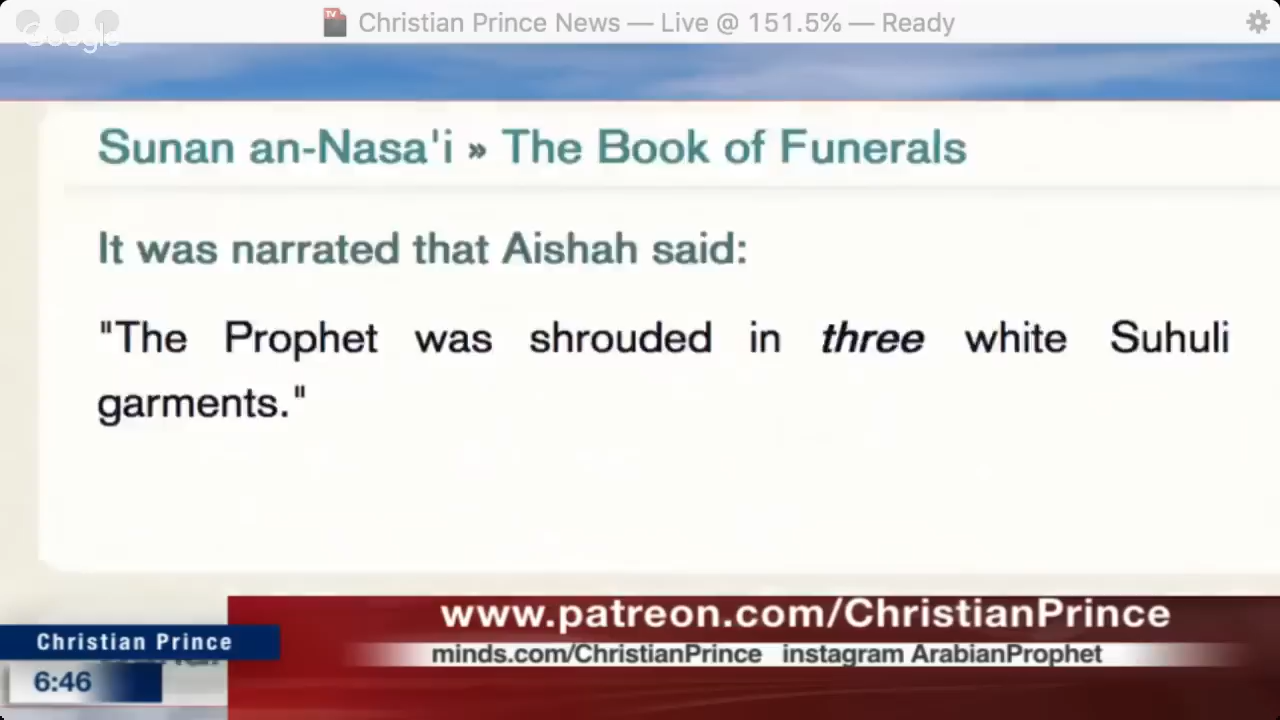 Christian Prince News — Live @ 151.5% — Ready
Google
Sunan an-Nasa'i » The Book of Funerals
It was narrated that Aishah said:
"The Prophet was shrouded in three white Suhuli
garments."
www.patreon.com/ChristianPrince
Christian Prince
minds.com/ChristianPrince instagram ArabianProphet
6:46